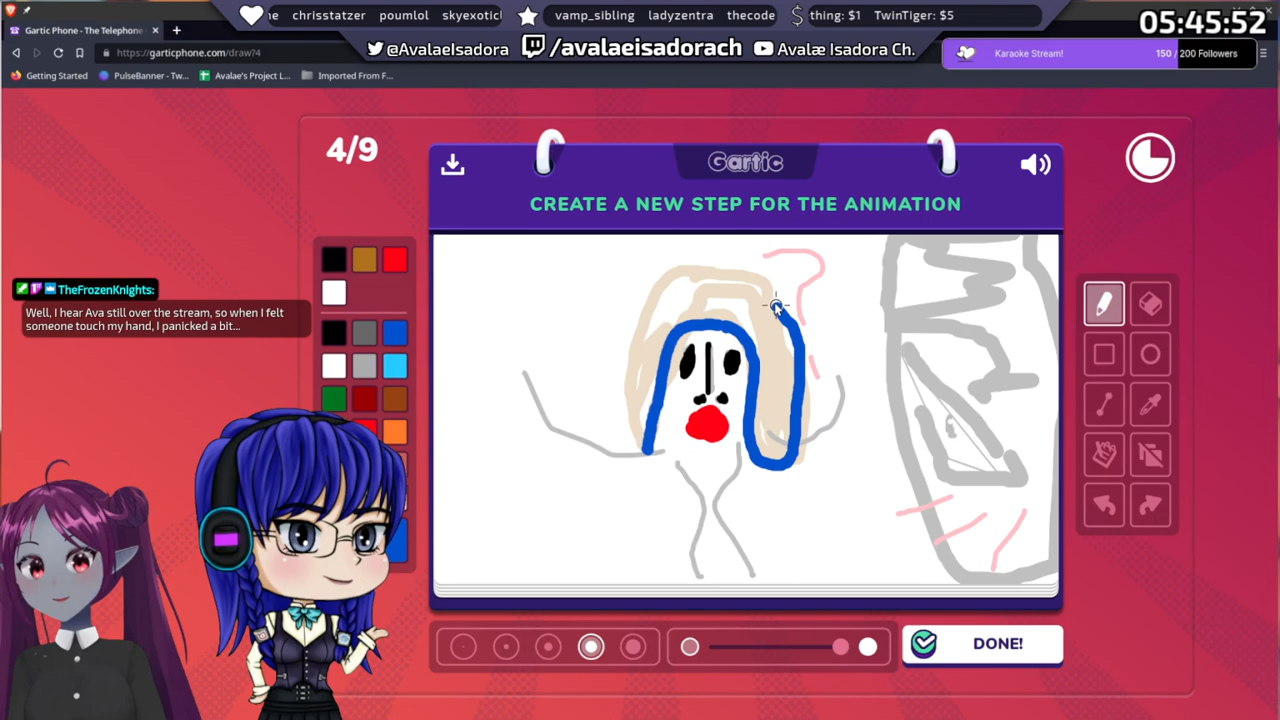 ne chrisstatzer poumlol skyexoticl
vamp_sibling ladyzentra thecode
$ thing: $1 TwinTiger: $5
05:45:52
Gartic Phone - The Telephone
@AvalaeIsadora
/avalaeisadorach
Avalæ Isadora Ch.
Karaoke Stream!
150 / 200 Followers
https://garticphone.com/draw?4
Getting Started
PulseBanner - Tw...
Avalae's Project L...
Imported From F...
4/9
Gartic
CREATE A NEW STEP FOR THE ANIMATION
TheFrozenKnights:
Well, I hear Ava still over the stream, so when I felt
someone touch my hand, I panicked a bit...
?
DONE!